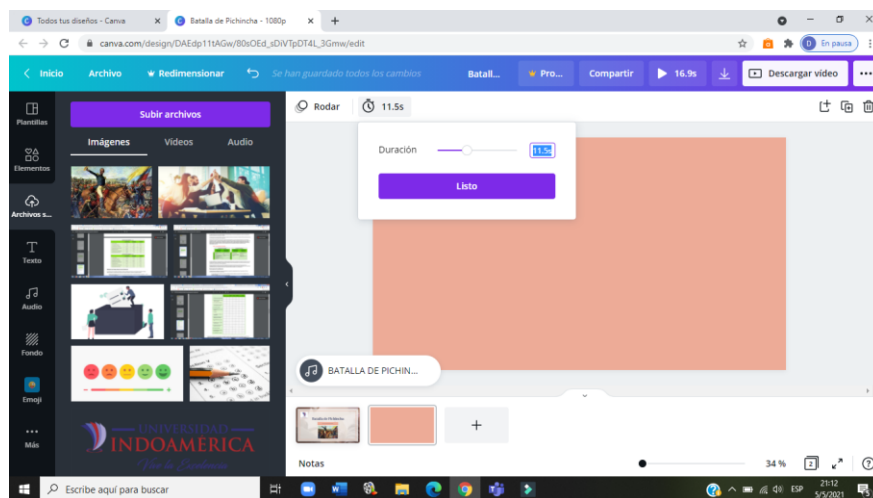 Todos tus diseños - Canva
Batalla de Pichincha - 1080p
canva.com/design/DAEdp11tAGw/80sOEd_sDiVTpDT4L_3Gmw/edit
D En pausa
Inicio
Archivo
Redimensionar
Se han guardado todos los cambios
Batall...
Pro...
Compartir
16.9s
Descargar vídeo
Plantillas
Elementos
Archivos s...
Texto
Audio
Fondo
Emoji
Más
Subir archivos
Imágenes
Vídeos
Audio
UNIVERSIDAD
INDOAMÉRICA
Rodar
11.5s
Duración
11.5s
Listo
BATALLA DE PICHIN...
Notas
34 %
2
Escribe aquí para buscar
ESP
21:12
5/5/2021